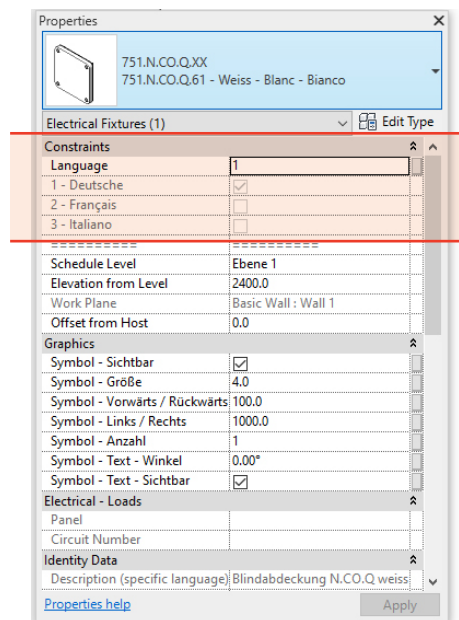 Properties
751.N.CO.Q.XX
751.N.CO.Q.61 - Weiss - Blanc - Bianco
Electrical Fixtures (1) Edit Type
Constraints
Language 1
1 - Deutsche
2 - Français
3 - Italiano
========== ==========
Schedule Level Ebene 1
Elevation from Level 2400.0
Work Plane Basic Wall : Wall 1
Offset from Host 0.0
Graphics
Symbol - Sichtbar
Symbol - Größe 4.0
Symbol - Vorwärts / Rückwärts 100.0
Symbol - Links / Rechts 1000.0
Symbol - Anzahl 1
Symbol - Text - Winkel 0.00°
Symbol - Text - Sichtbar
Electrical - Loads
Panel
Circuit Number
Identity Data
Description (specific language) Blindabdeckung N.CO.Q weiss
Properties help Apply